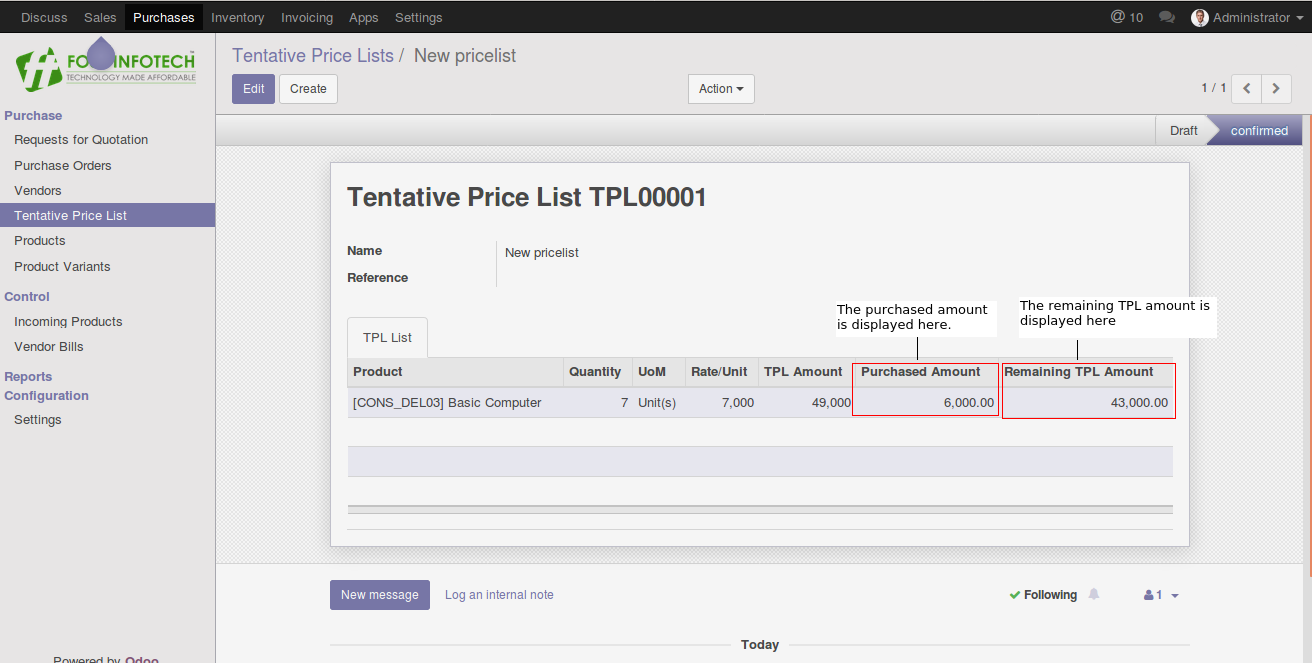 Discuss Sales Purchases Inventory Invoicing Apps Settings @ 10 Administrator
INFOTECH
TECHNOLOGY MADE AFFORDABLE
Tentative Price Lists / New pricelist
Edit Create Action 1 / 1
Draft confirmed
Purchase
Requests for Quotation
Purchase Orders
Vendors
Tentative Price List
Products
Product Variants
Control
Incoming Products
Vendor Bills
Reports
Configuration
Settings
Powered by Odoo
Tentative Price List TPL00001
Name New pricelist
Reference
The purchased amount
is displayed here.
The remaining TPL amount is
displayed here
TPL List
Product Quantity UoM Rate/Unit TPL Amount Purchased Amount Remaining TPL Amount
[CONS_DEL03] Basic Computer 7 Unit(s) 7,000 49,000 6,000.00 43,000.00
New message Log an internal note Following 1
Today